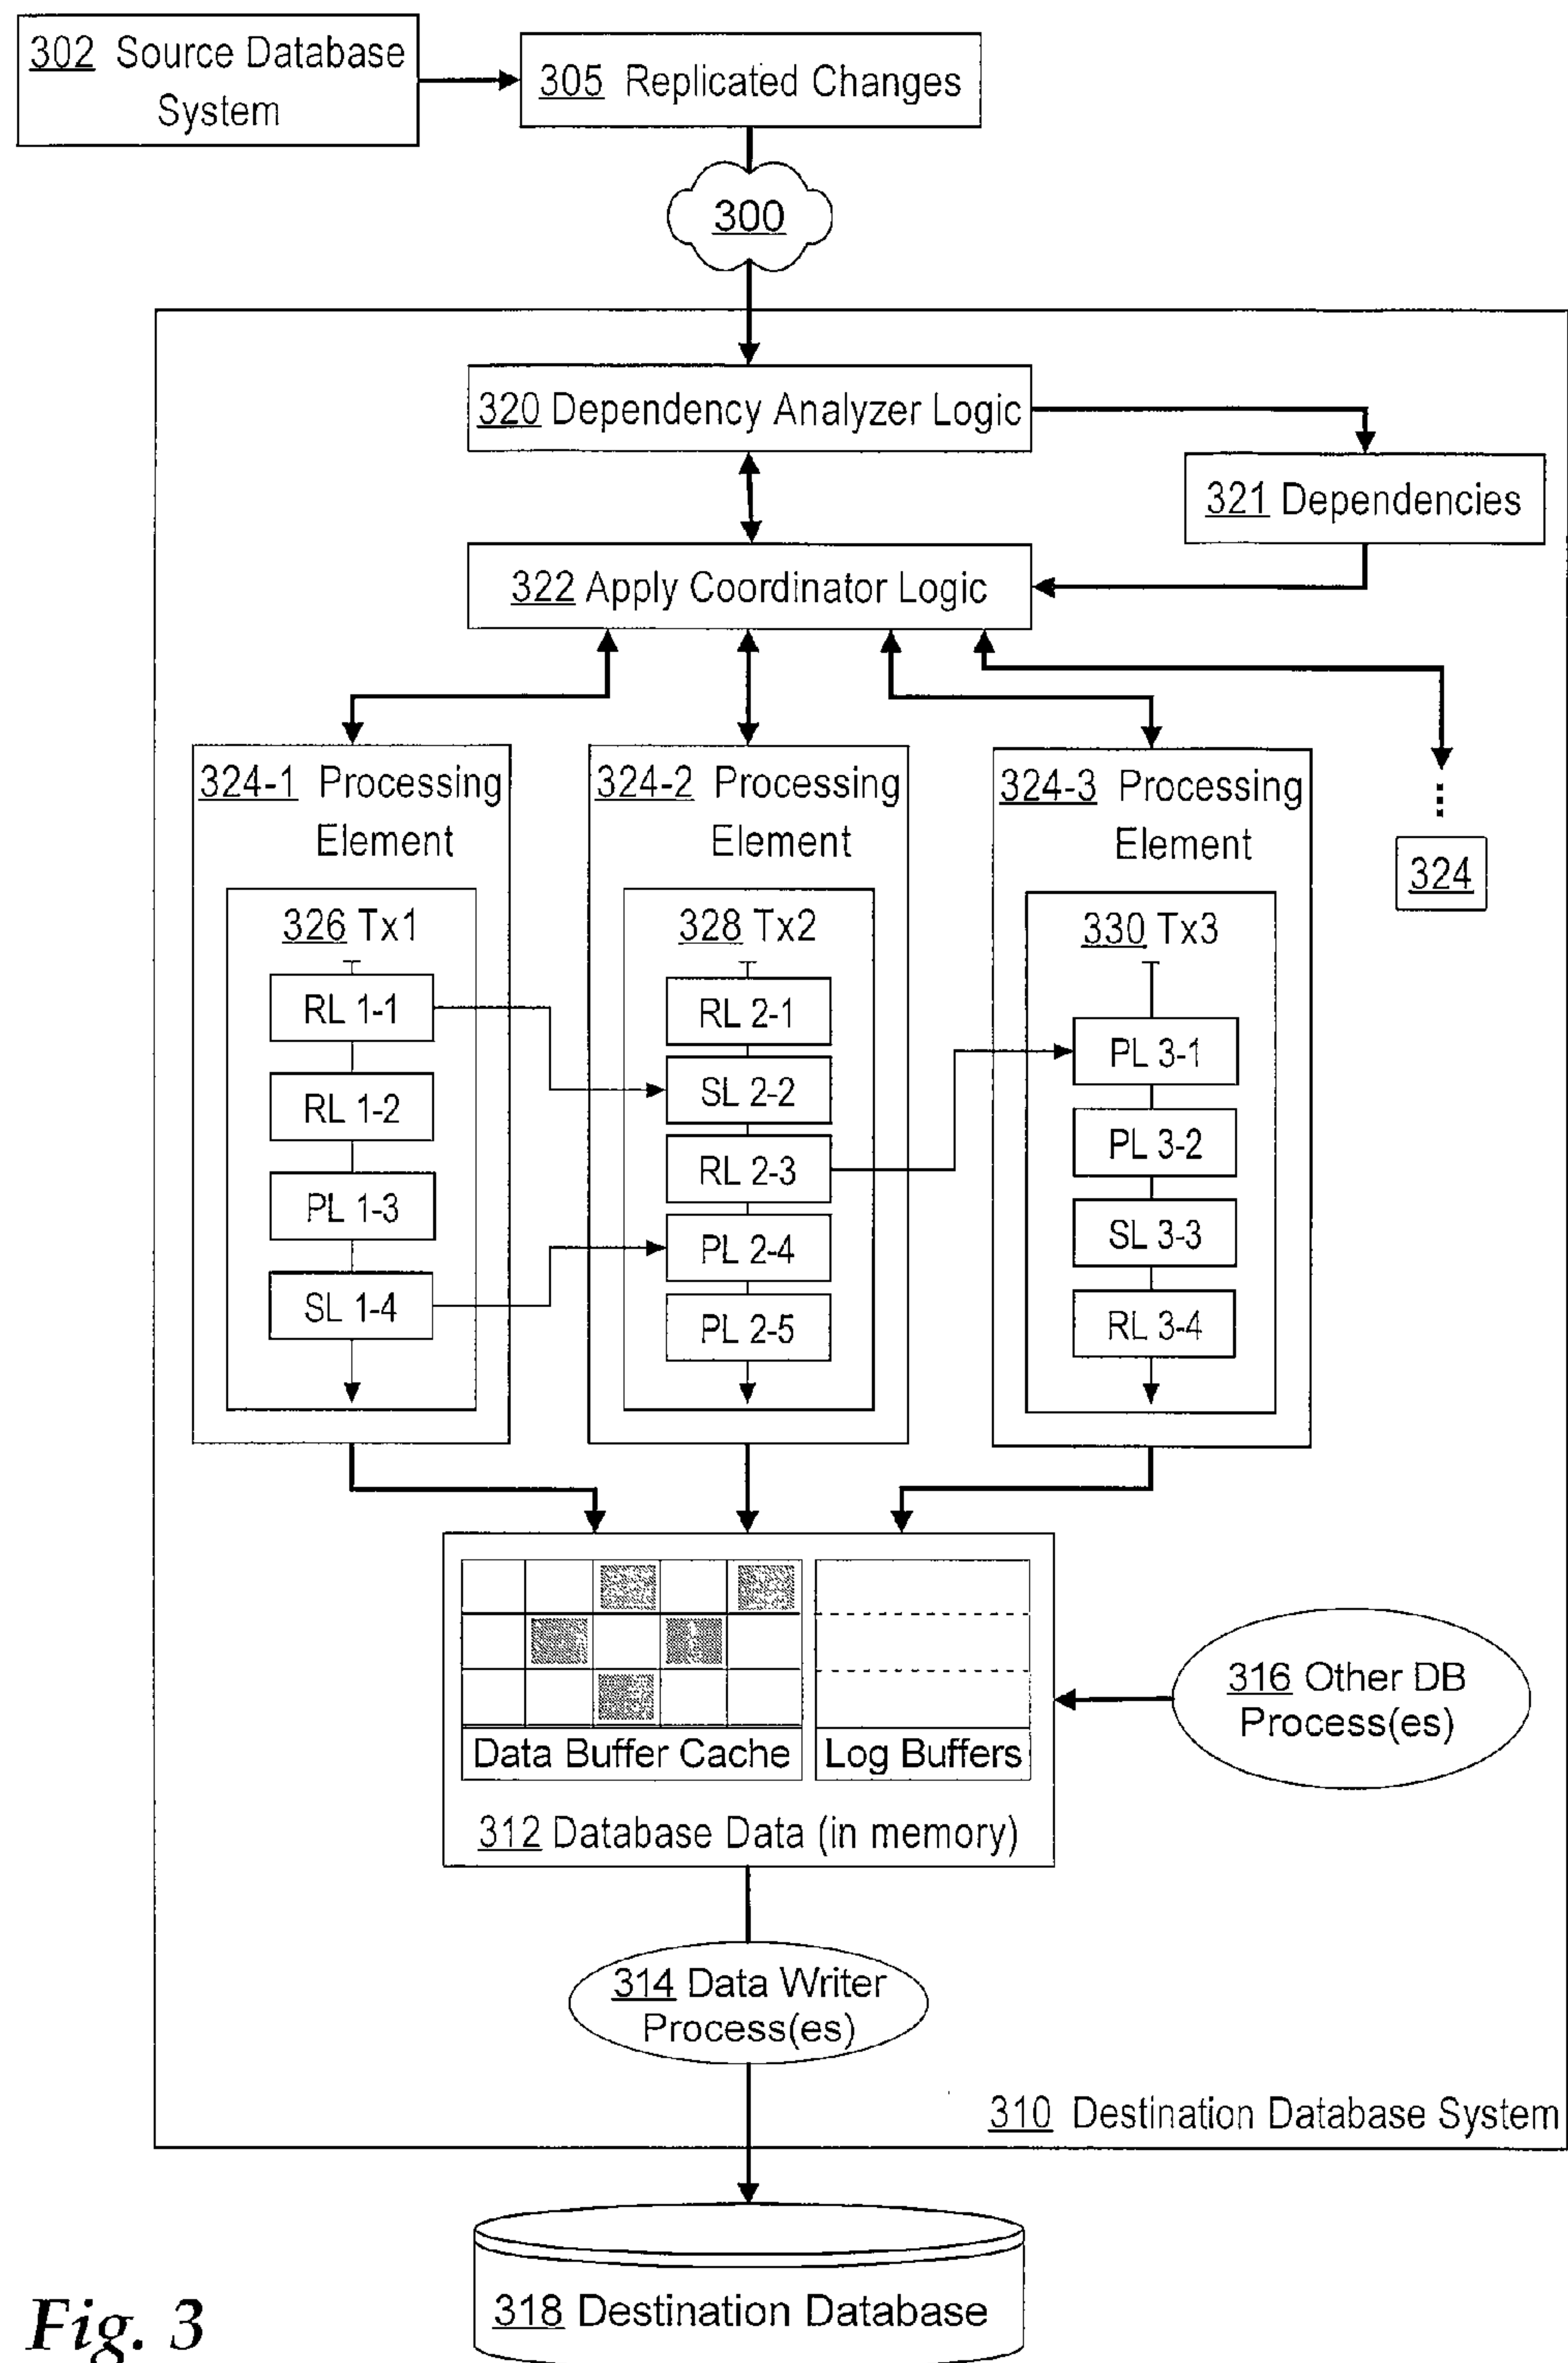 302 Source Database
System
305 Replicated Changes
300
320 Dependency Analyzer Logic
321 Dependencies
322 Apply Coordinator Logic
324-1 Processing
Element
324-2 Processing
Element
324-3 Processing
Element
324
326 Tx1
RL 1-1
RL 1-2
PL 1-3
SL 1-4
328 Tx2
RL 2-1
SL 2-2
RL 2-3
PL 2-4
PL 2-5
330 Tx3
PL 3-1
PL 3-2
SL 3-3
RL 3-4
Data Buffer Cache
Log Buffers
312 Database Data (in memory)
316 Other DB
Process(es)
314 Data Writer
Process(es)
310 Destination Database System
318 Destination Database
Fig. 3